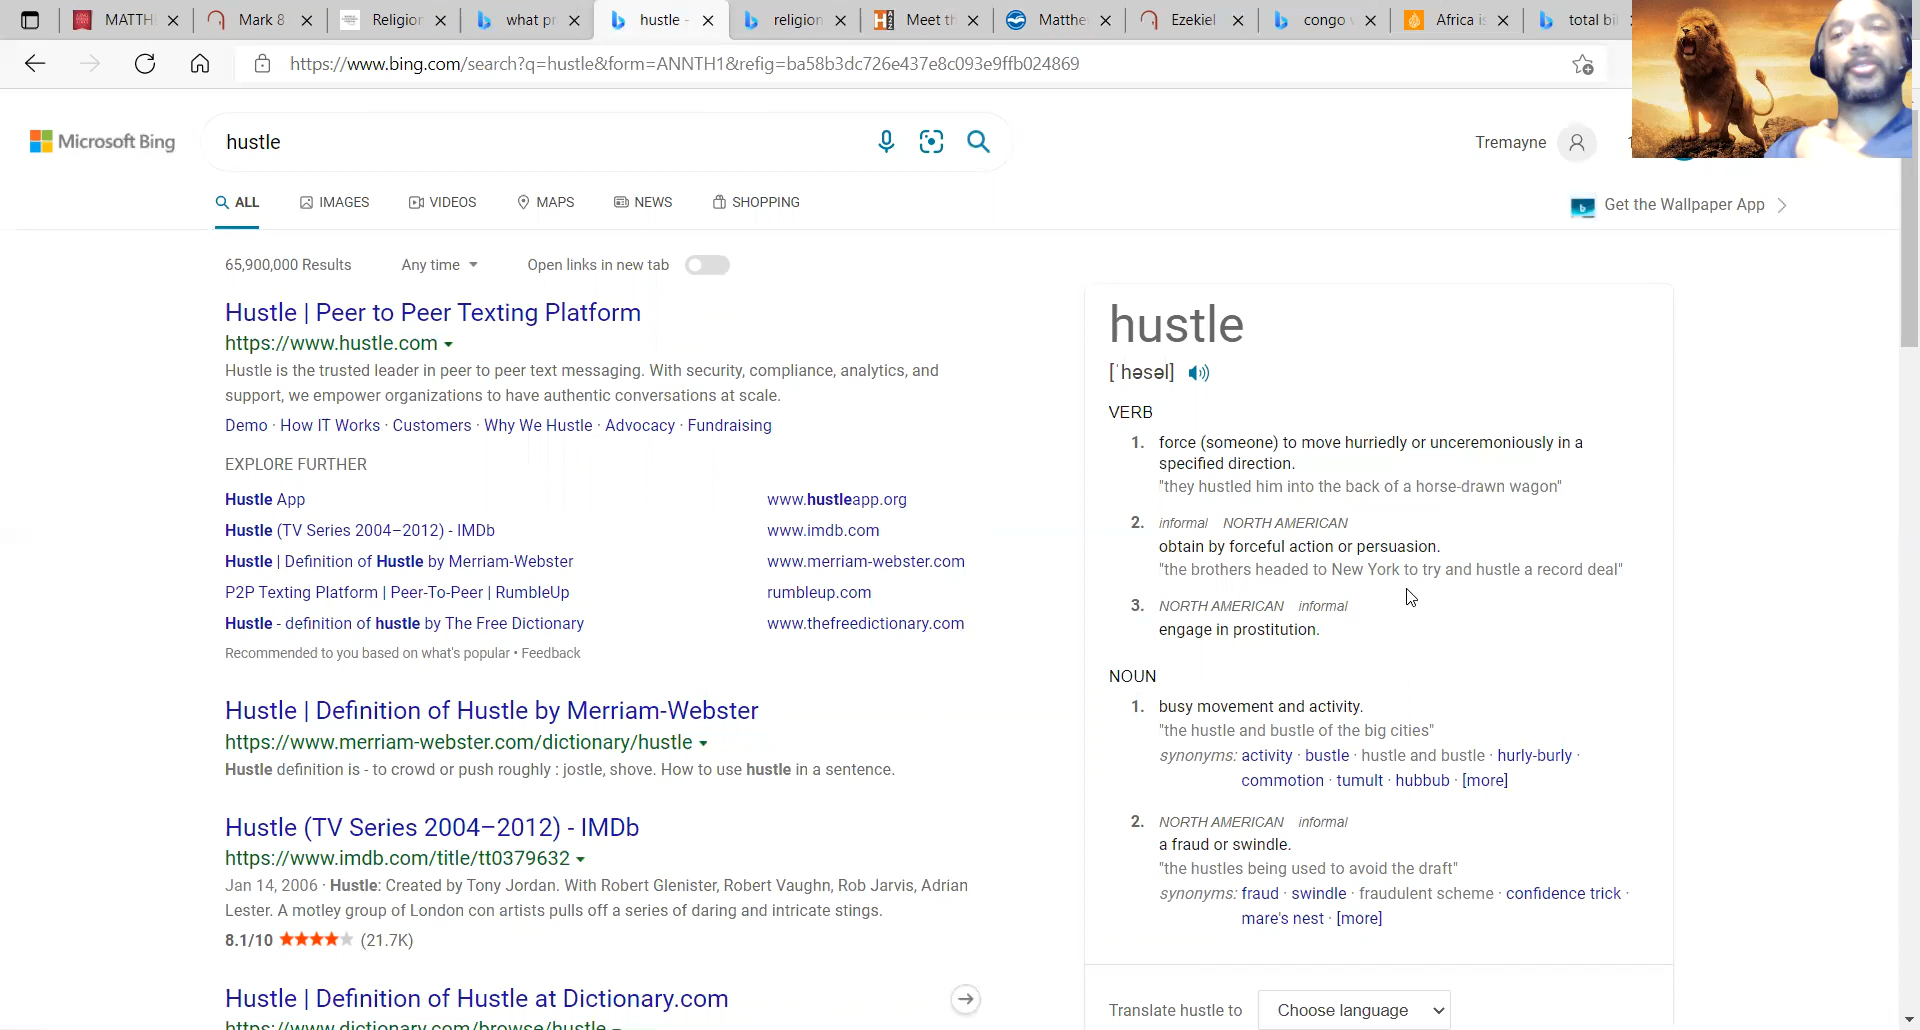 MATTH
Mark 8
Religion
what pr
hustle -
religion
Meet th
Matthe
Ezekiel
congo
Africa is
total bi
https://www.bing.com/search?q=hustle&form=ANNTH1&refig=ba58b3dc726e437e8c093e9ffb024869
Microsoft Bing
hustle
Tremayne
ALL
IMAGES
VIDEOS
MAPS
NEWS
SHOPPING
Get the Wallpaper App
65,900,000 Results
Any time
Open links in new tab
Hustle | Peer to Peer Texting Platform
https://www.hustle.com
Hustle is the trusted leader in peer to peer text messaging. With security, compliance, analytics, and
support, we empower organizations to have authentic conversations at scale.
Demo · How IT Works · Customers · Why We Hustle · Advocacy · Fundraising
EXPLORE FURTHER
Hustle App www.hustleapp.org
Hustle (TV Series 2004–2012) - IMDb www.imdb.com
Hustle | Definition of Hustle by Merriam-Webster www.merriam-webster.com
P2P Texting Platform | Peer-To-Peer | RumbleUp rumbleup.com
Hustle - definition of hustle by The Free Dictionary www.thefreedictionary.com
Recommended to you based on what's popular • Feedback
Hustle | Definition of Hustle by Merriam-Webster
https://www.merriam-webster.com/dictionary/hustle
Hustle definition is - to crowd or push roughly : jostle, shove. How to use hustle in a sentence.
Hustle (TV Series 2004–2012) - IMDb
https://www.imdb.com/title/tt0379632
Jan 14, 2006 · Hustle: Created by Tony Jordan. With Robert Glenister, Robert Vaughn, Rob Jarvis, Adrian
Lester. A motley group of London con artists pulls off a series of daring and intricate stings.
8.1/10 (21.7K)
Hustle | Definition of Hustle at Dictionary.com
https://www.dictionary.com/browse/hustle
hustle
[ˈhəsəl]
VERB
1. force (someone) to move hurriedly or unceremoniously in a
specified direction.
"they hustled him into the back of a horse-drawn wagon"
2. informal NORTH AMERICAN
obtain by forceful action or persuasion.
"the brothers headed to New York to try and hustle a record deal"
3. NORTH AMERICAN informal
engage in prostitution.
NOUN
1. busy movement and activity.
"the hustle and bustle of the big cities"
synonyms: activity · bustle · hustle and bustle · hurly-burly ·
commotion · tumult · hubbub · [more]
2. NORTH AMERICAN informal
a fraud or swindle.
"the hustles being used to avoid the draft"
synonyms: fraud · swindle · fraudulent scheme · confidence trick ·
mare's nest · [more]
Translate hustle to
Choose language